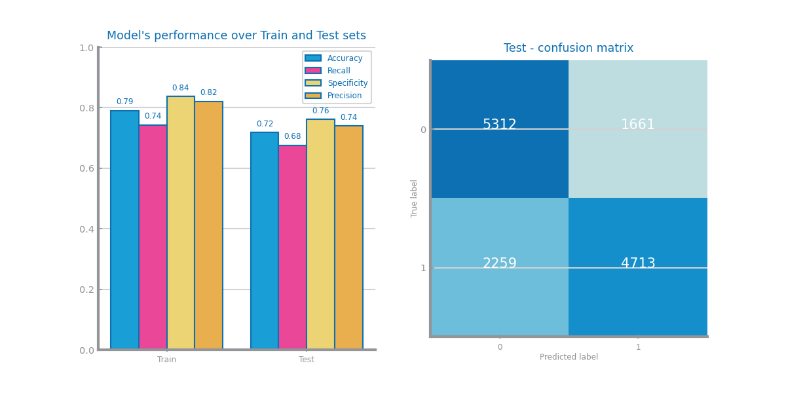 Model's performance over Train and Test sets
1.0
0.8
0.6
0.4
0.2
0.0
Accuracy
Recall
Specificity
Precision
0.79
0.74
0.84
0.82
0.72
0.68
0.76
0.74
Train
Test
Test - confusion matrix
True label
0
1
5312
1661
2259
4713
0
1
Predicted label